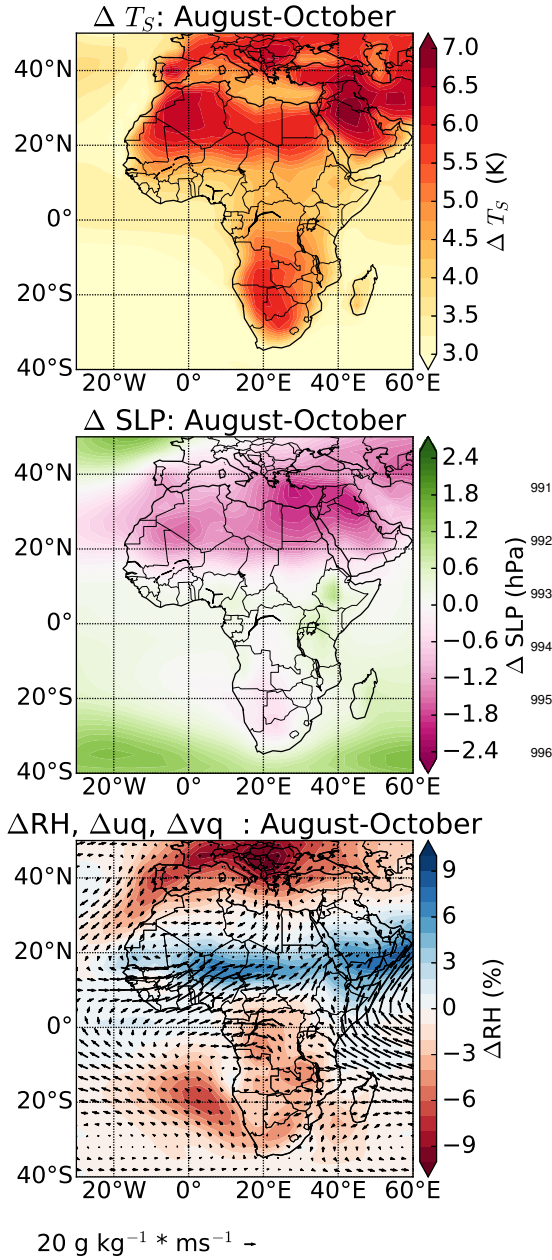 Δ T_S: August-October
40°N
20°N
0°
20°S
40°S
20°W 0° 20°E 40°E 60°E
7.0
6.5
6.0
5.5
5.0
4.5
4.0
3.5
3.0
Δ T_S (K)
Δ SLP: August-October
40°N
20°N
0°
20°S
40°S
20°W 0° 20°E 40°E 60°E
2.4
1.8
1.2
0.6
0.0
−0.6
−1.2
−1.8
−2.4
Δ SLP (hPa)
991
992
993
994
995
996
ΔRH, Δuq, Δvq : August-October
40°N
20°N
0°
20°S
40°S
20°W 0° 20°E 40°E 60°E
9
6
3
0
−3
−6
−9
ΔRH (%)
20 g kg⁻¹ * ms⁻¹